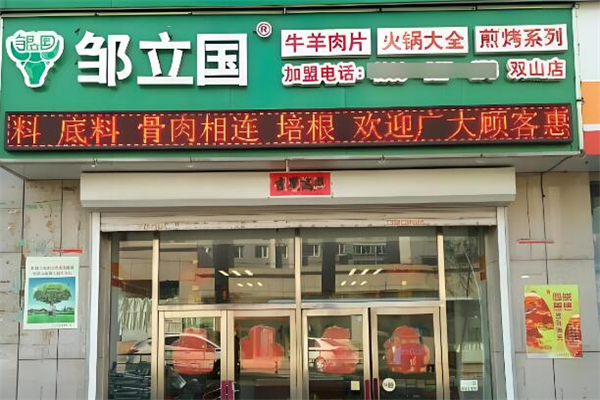 邹立国®
牛羊肉片 火锅大全 煎烤系列
加盟电话: 双山店
料 底料 骨肉相连 培根 欢迎广大顾客惠